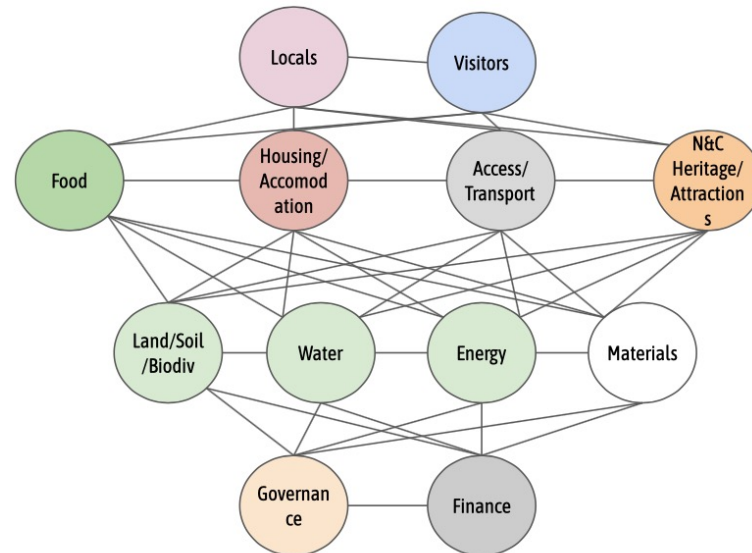 Locals
Visitors
Food
Housing/
Accomod
ation
Access/
Transport
N&C
Heritage/
Attraction
s
Land/Soil
/Biodiv
Water
Energy
Materials
Governan
ce
Finance